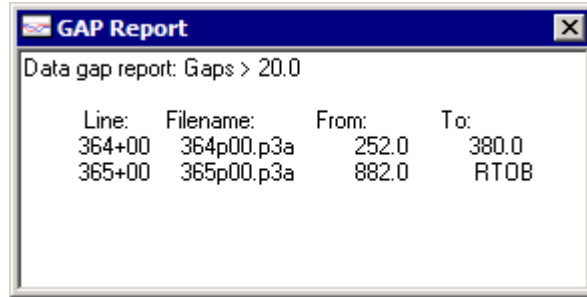 GAP Report
Data gap report: Gaps > 20.0
Line: Filename: From: To:
364+00 364p00.p3a 252.0 380.0
365+00 365p00.p3a 882.0 RTOB